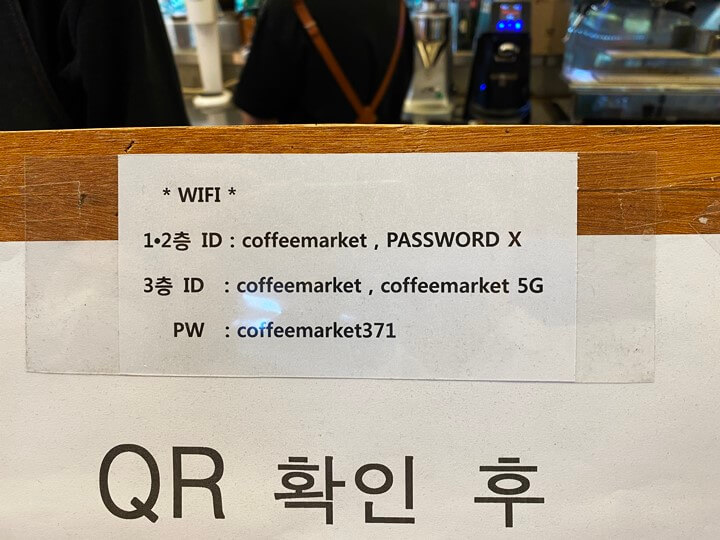 * WIFI *
1•2층 ID : coffeemarket , PASSWORD X
3층 ID : coffeemarket , coffeemarket 5G
PW : coffeemarket371
QR 확인 후